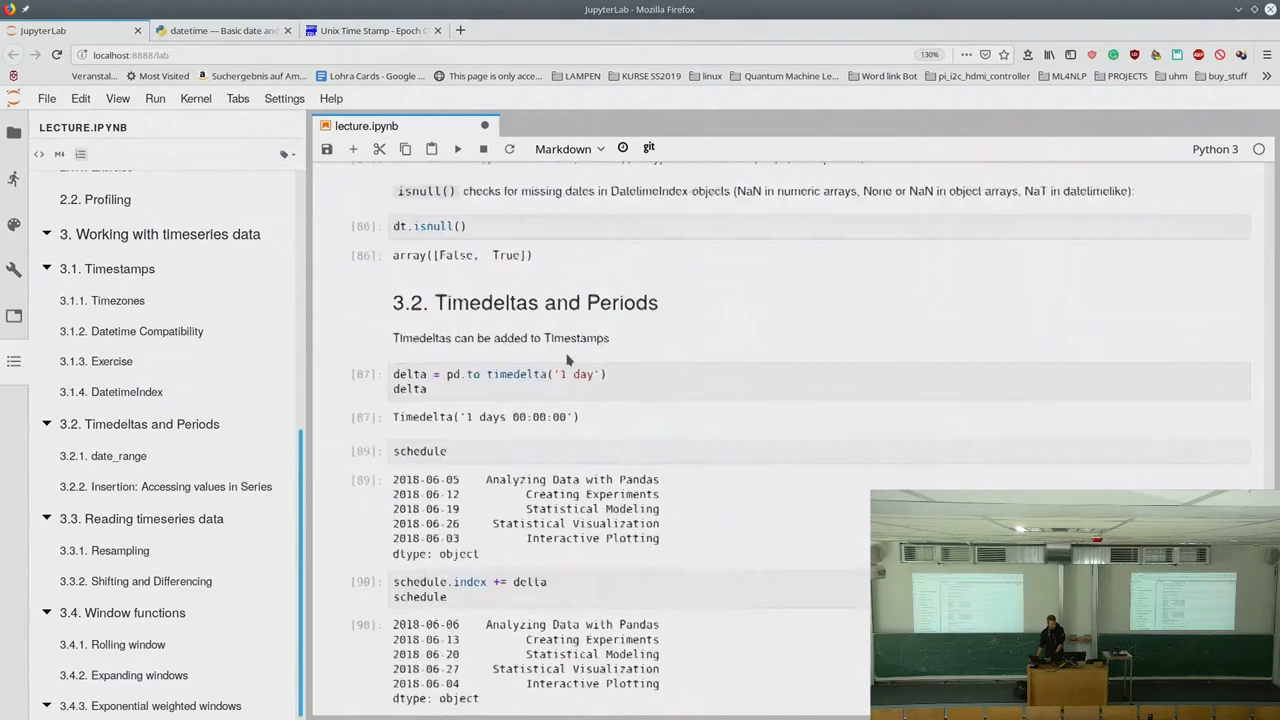 JupyterLab - Mozilla Firefox
JupyterLab
datetime — Basic date and
Unix Time Stamp - Epoch C
localhost:8888/lab
130%
Veranstal...
Most Visited
Suchergebnis auf Am...
Lohra Cards - Google ...
This page is only acce...
LAMPEN
KURSE SS2019
linux
Quantum Machine Le...
Word link Bot
pi_i2c_hdmi_controller
ML4NLP
PROJECTS
uhm
buy_stuff
File
Edit
View
Run
Kernel
Tabs
Settings
Help
LECTURE.IPYNB
2.2. Profiling
3. Working with timeseries data
3.1. Timestamps
3.1.1. Timezones
3.1.2. Datetime Compatibility
3.1.3. Exercise
3.1.4. DatetimeIndex
3.2. Timedeltas and Periods
3.2.1. date_range
3.2.2. Insertion: Accessing values in Series
3.3. Reading timeseries data
3.3.1. Resampling
3.3.2. Shifting and Differencing
3.4. Window functions
3.4.1. Rolling window
3.4.2. Expanding windows
3.4.3. Exponential weighted windows
lecture.ipynb
Markdown
git
Python 3
isnull() checks for missing dates in DatetimeIndex objects (NaN in numeric arrays, None or NaN in object arrays, NaT in datetimelike):
[86]: dt.isnull()
[86]: array([False, True])
3.2. Timedeltas and Periods
Timedeltas can be added to Timestamps
[87]: delta = pd.to_timedelta('1 day')
delta
[87]: Timedelta('1 days 00:00:00')
[89]: schedule
[89]: 2018-06-05 Analyzing Data with Pandas
2018-06-12 Creating Experiments
2018-06-19 Statistical Modeling
2018-06-26 Statistical Visualization
2018-06-03 Interactive Plotting
dtype: object
[90]: schedule.index += delta
schedule
[90]: 2018-06-06 Analyzing Data with Pandas
2018-06-13 Creating Experiments
2018-06-20 Statistical Modeling
2018-06-27 Statistical Visualization
2018-06-04 Interactive Plotting
dtype: object